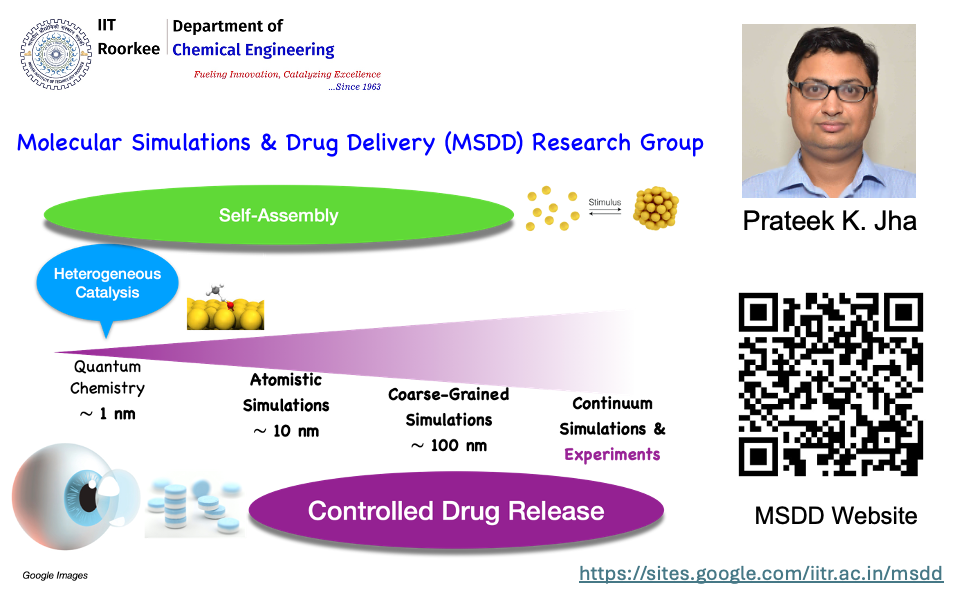 IIT
Roorkee
Department of
Chemical Engineering
Fueling Innovation, Catalyzing Excellence
...Since 1963
Molecular Simulations & Drug Delivery (MSDD) Research Group
Prateek K. Jha
Self-Assembly
Stimulus
Heterogeneous
Catalysis
Quantum
Chemistry
~ 1 nm
Atomistic
Simulations
~ 10 nm
Coarse-Grained
Simulations
~ 100 nm
Continuum
Simulations &
Experiments
Controlled Drug Release
MSDD Website
Google Images
https://sites.google.com/iitr.ac.in/msdd